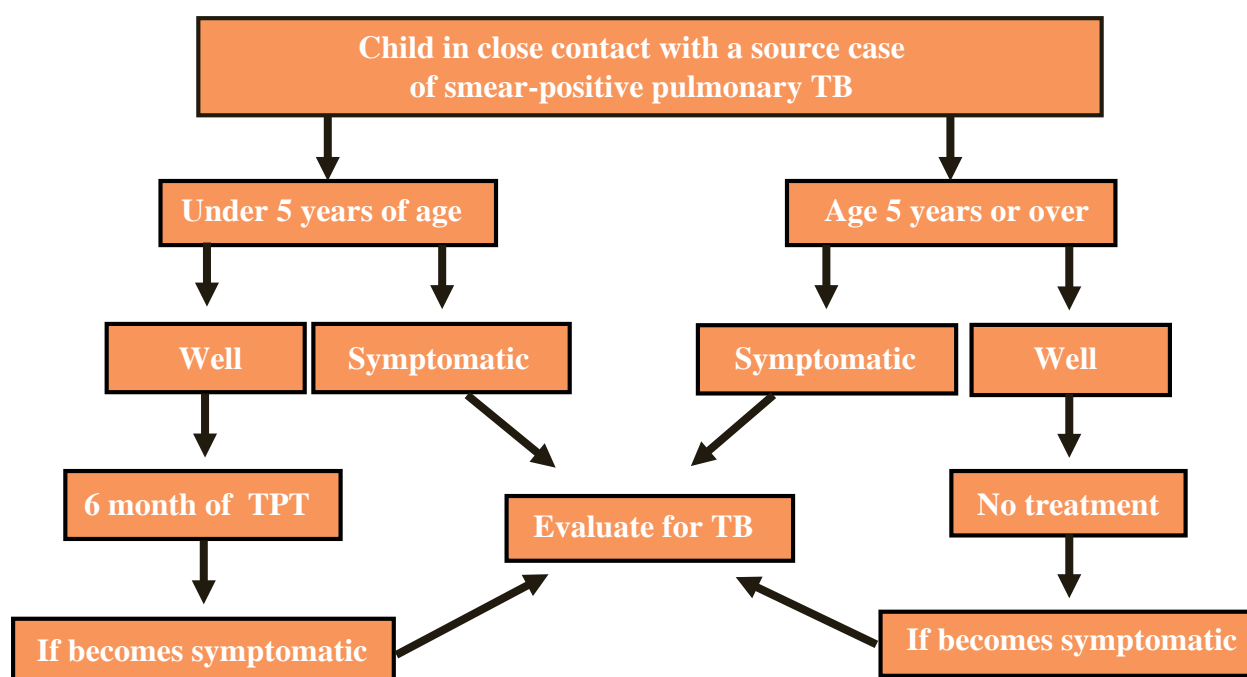 Child in close contact with a source case
of smear-positive pulmonary TB
Under 5 years of age
Age 5 years or over
Well
Symptomatic
Symptomatic
Well
6 month of TPT
Evaluate for TB
No treatment
If becomes symptomatic
If becomes symptomatic